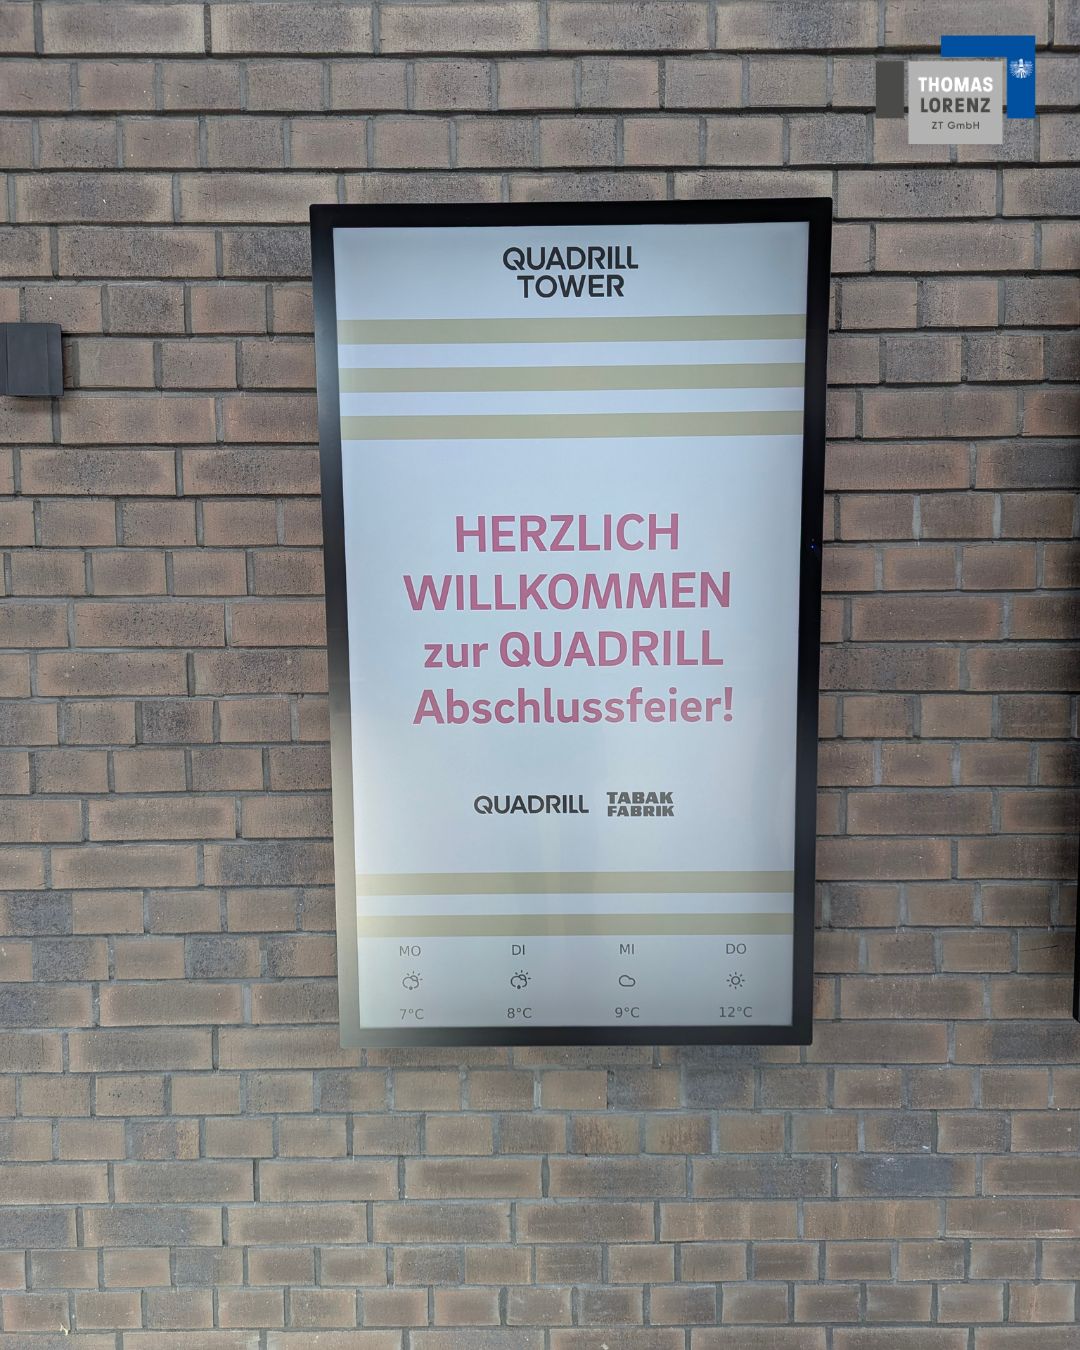 THOMAS
LORENZ
ZT GmbH
QUADRILL
TOWER
HERZLICH
WILLKOMMEN
zur QUADRILL
Abschlussfeier!
QUADRILL TABAK FABRIK
MO DI MI DO
7°C 8°C 9°C 12°C